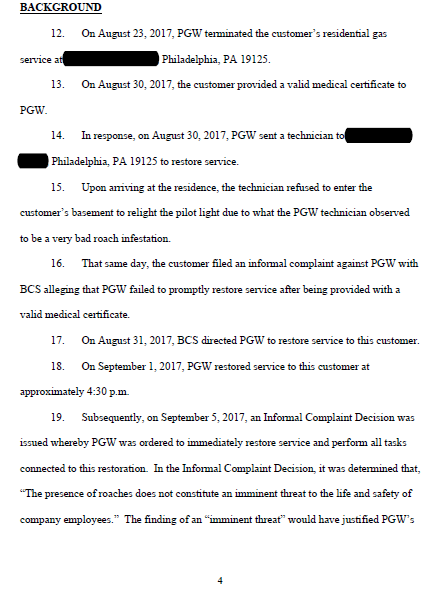 BACKGROUND
12. On August 23, 2017, PGW terminated the customer's residential gas
service at Philadelphia, PA 19125.
13. On August 30, 2017, the customer provided a valid medical certificate to
PGW.
14. In response, on August 30, 2017, PGW sent a technician to
Philadelphia, PA 19125 to restore service.
15. Upon arriving at the residence, the technician refused to enter the
customer's basement to relight the pilot light due to what the PGW technician observed
to be a very bad roach infestation.
16. That same day, the customer filed an informal complaint against PGW with
BCS alleging that PGW failed to promptly restore service after being provided with a
valid medical certificate.
17. On August 31, 2017, BCS directed PGW to restore service to this customer.
18. On September 1, 2017, PGW restored service to this customer at
approximately 4:30 p.m.
19. Subsequently, on September 5, 2017, an Informal Complaint Decision was
issued whereby PGW was ordered to immediately restore service and perform all tasks
connected to this restoration. In the Informal Complaint Decision, it was determined that,
“The presence of roaches does not constitute an imminent threat to the life and safety of
company employees.” The finding of an “imminent threat” would have justified PGW's
4